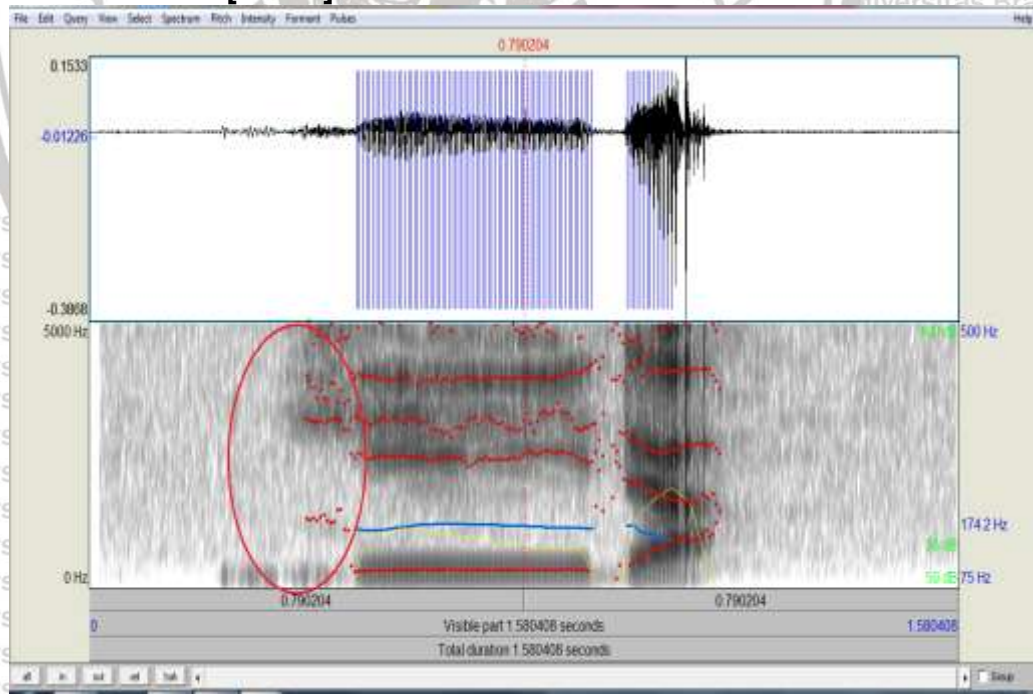 File Edit Query View Select Spectrum Pitch Intensity Formant Pulses Help
0.790204
0.1533
-0.01226
-0.3868
5000 Hz 500 Hz
174.2 Hz
0 Hz 75 Hz
0.790204 0.790204
0 Visible part 1.580408 seconds 1.580408
Total duration 1.580408 seconds
all in out sel bak Group